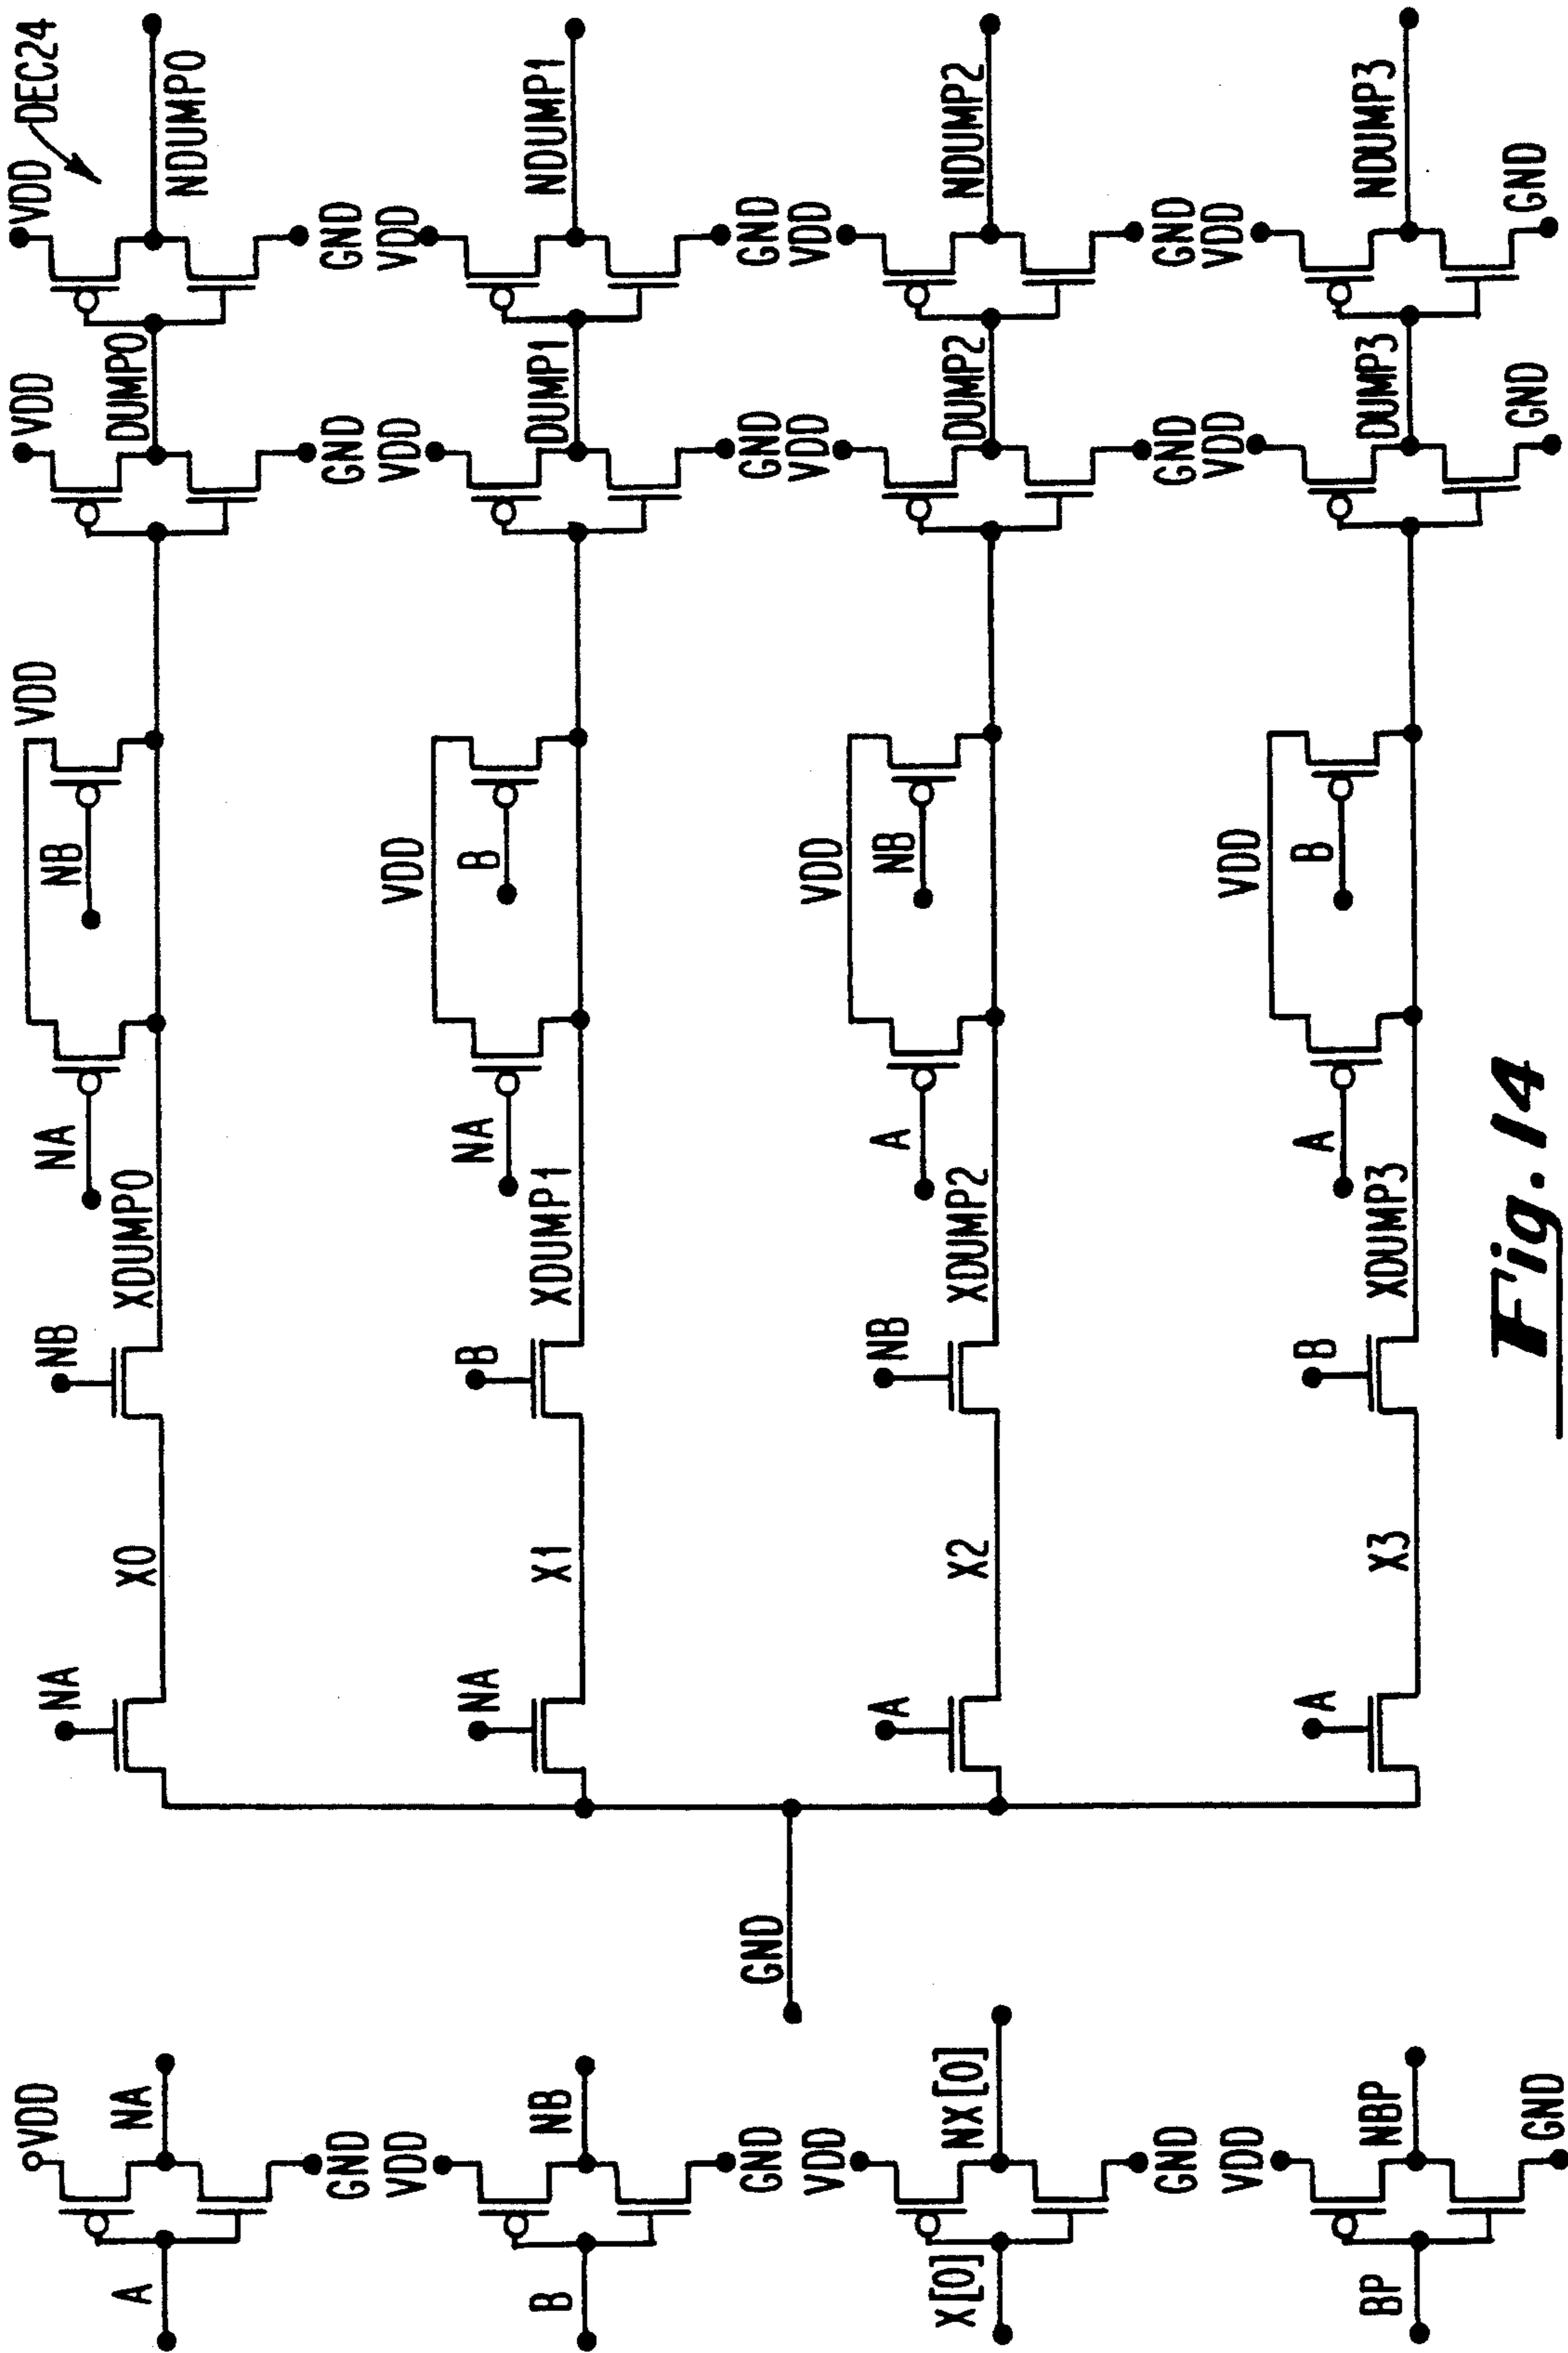 VDD VDD VDD VDD DEC24
NA NB NA NB
A NA X0 XDUMP0 DUMP0 NDUMP0
GND GND GND
VDD VDD VDD VDD
NA B NA B
B NB X1 XDUMP1 DUMP1 NDUMP1
GND GND GND GND
VDD VDD VDD VDD
A NB A NB
X[0] NX[0] X2 XDUMP2 DUMP2 NDUMP2
GND GND GND
VDD VDD VDD VDD
A B A B
BP NBP X3 XDUMP3 DUMP3 NDUMP3
GND GND GND
Fig. 14